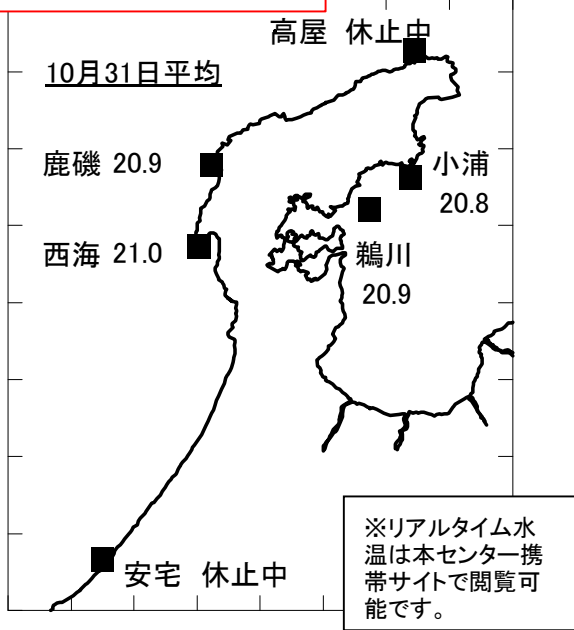 高屋 休止中
10月31日平均
鹿磯 20.9
小浦
20.8
西海 21.0
鵜川
20.9
安宅 休止中
※リアルタイム水
温は本センター携
帯サイトで閲覧可
能です。